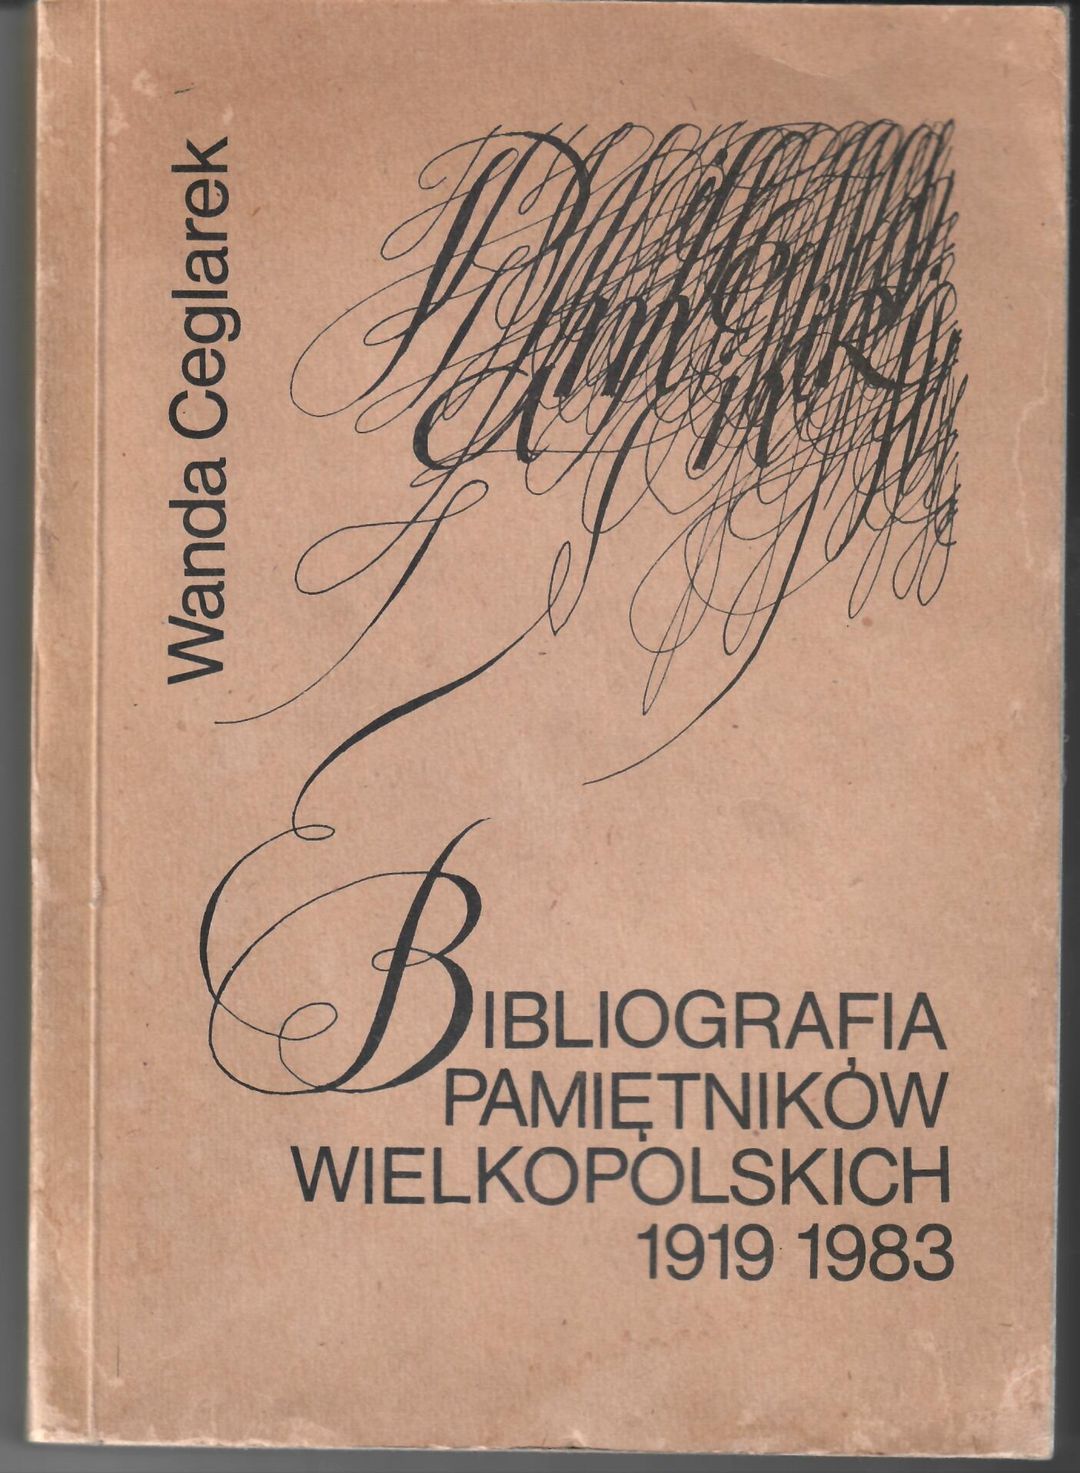 Wanda Ceglarek
BIBLIOGRAFIA
PAMIĘTNIKÓW
WIELKOPOLSKICH
1919 1983